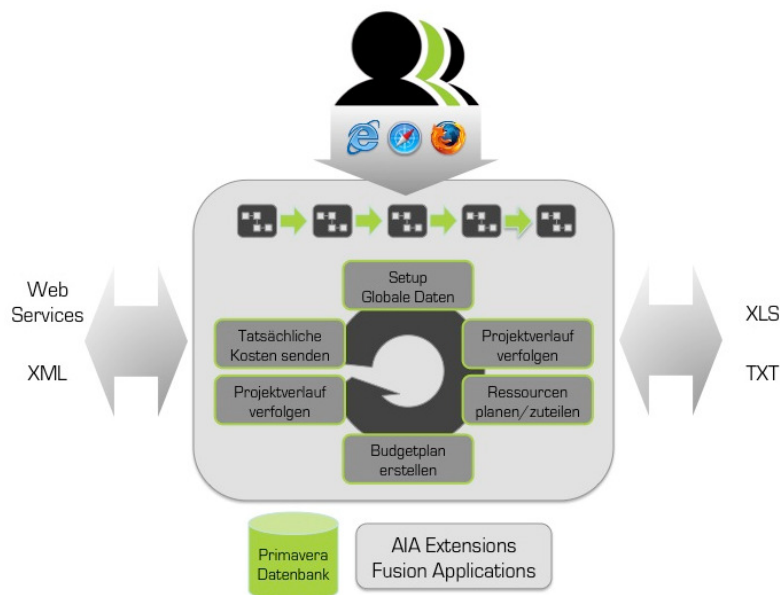 Web
Services
XML
Setup
Globale Daten
Tatsächliche
Kosten senden
Projektverlauf
verfolgen
Projektverlauf
verfolgen
Ressourcen
planen/zuteilen
Budgetplan
erstellen
XLS
TXT
Primavera
Datenbank
AIA Extensions
Fusion Applications